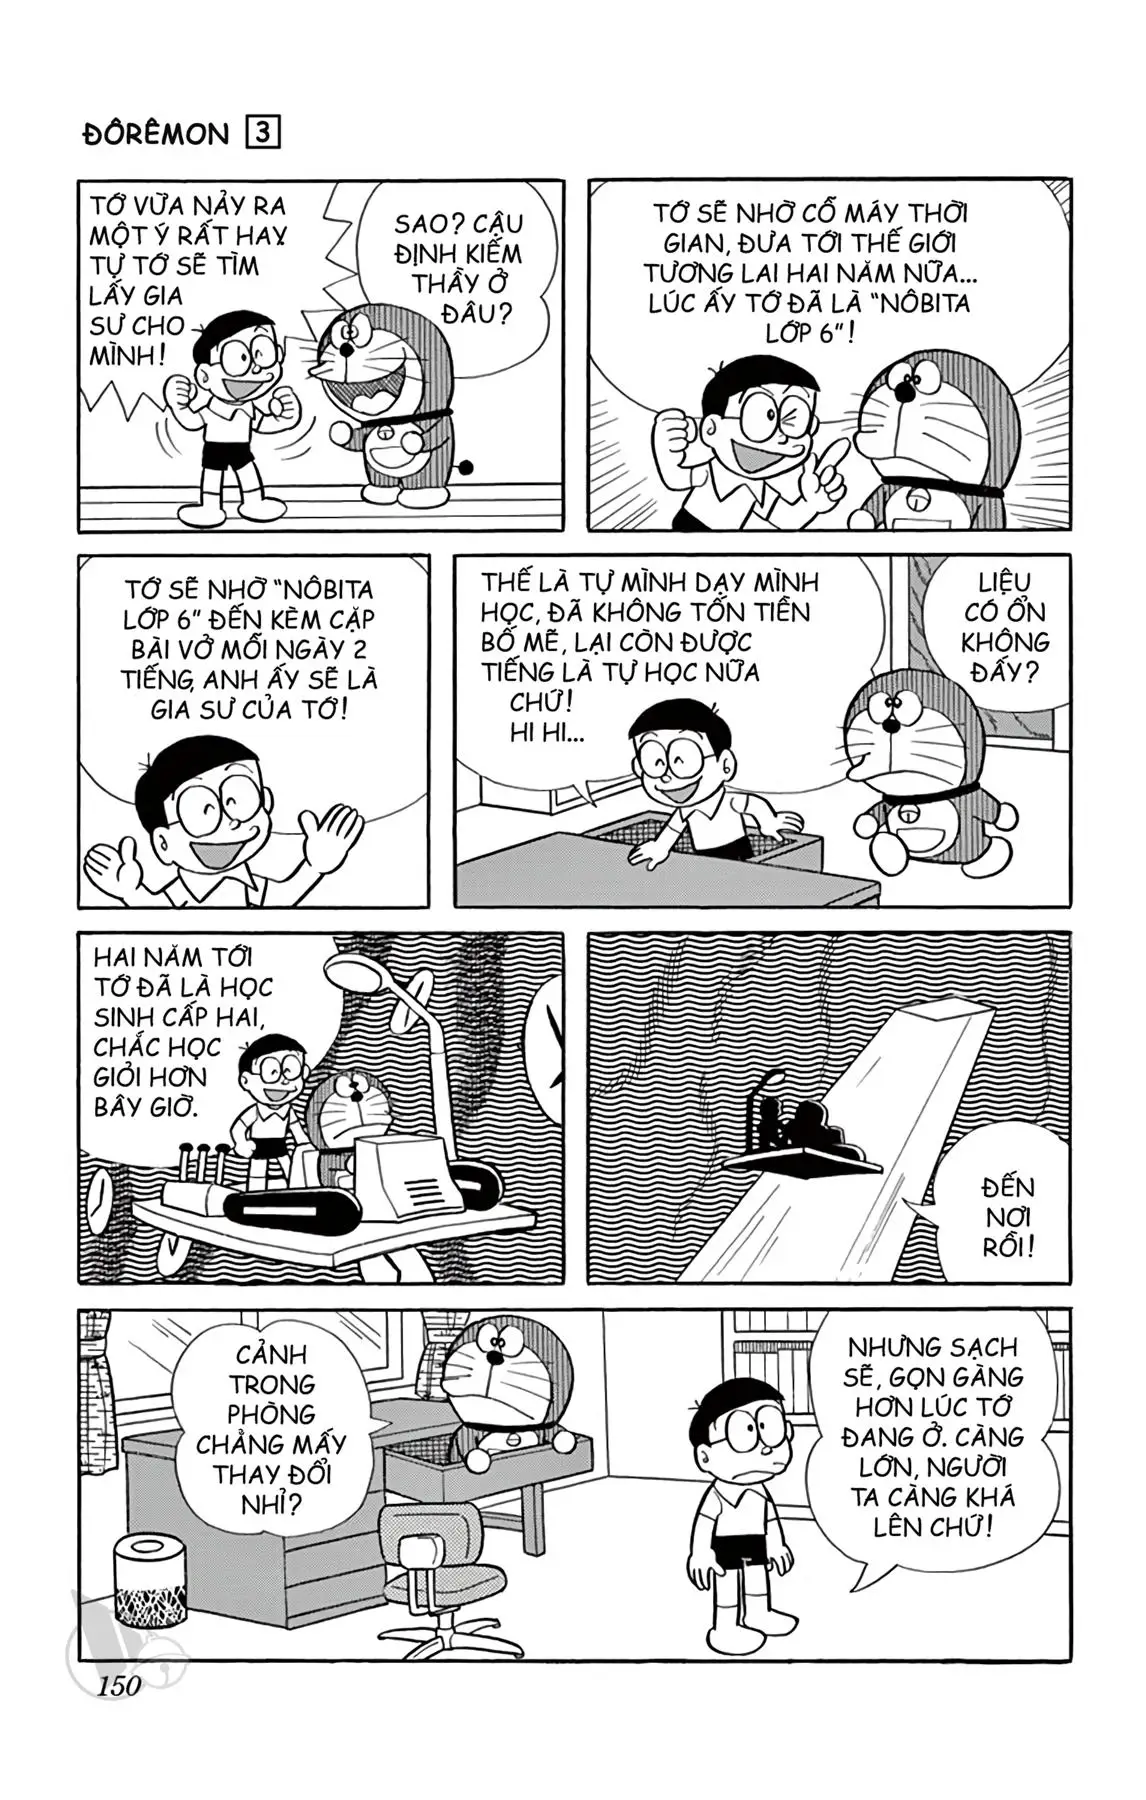 ĐÔRÊMON 3
TỚ VỪA NẢY RA
MỘT Ý RẤT HAY.
TỰ TỚ SẼ TÌM
LẤY GIA
SƯ CHO
MÌNH!
SAO? CẬU
ĐỊNH KIẾM
THẦY Ở
ĐÂU?
TỚ SẼ NHỜ CỖ MÁY THỜI
GIAN, ĐƯA TỚI THẾ GIỚI
TƯƠNG LAI HAI NĂM NỮA...
LÚC ẤY TỚ ĐÃ LÀ “NÔBITA
LỚP 6”!
TỚ SẼ NHỜ “NÔBITA
LỚP 6” ĐẾN KÈM CẶP
BÀI VỞ MỖI NGÀY 2
TIẾNG, ANH ẤY SẼ LÀ
GIA SƯ CỦA TỚ!
THẾ LÀ TỰ MÌNH DẠY MÌNH
HỌC, ĐÃ KHÔNG TỐN TIỀN
BỐ MẸ, LẠI CÒN ĐƯỢC
TIẾNG LÀ TỰ HỌC NỮA
CHỨ!
HI HI...
LIỆU
CÓ ỔN
KHÔNG
ĐẤY?
HAI NĂM TỚI
TỚ ĐÃ LÀ HỌC
SINH CẤP HAI,
CHẮC HỌC
GIỎI HƠN
BÂY GIỜ.
ĐẾN
NƠI
RỒI!
CẢNH
TRONG
PHÒNG
CHẲNG MẤY
THAY ĐỔI
NHỈ?
NHƯNG SẠCH
SẼ, GỌN GÀNG
HƠN LÚC TỚ
ĐANG Ở. CÀNG
LỚN, NGƯỜI
TA CÀNG KHÁ
LÊN CHỨ!
150